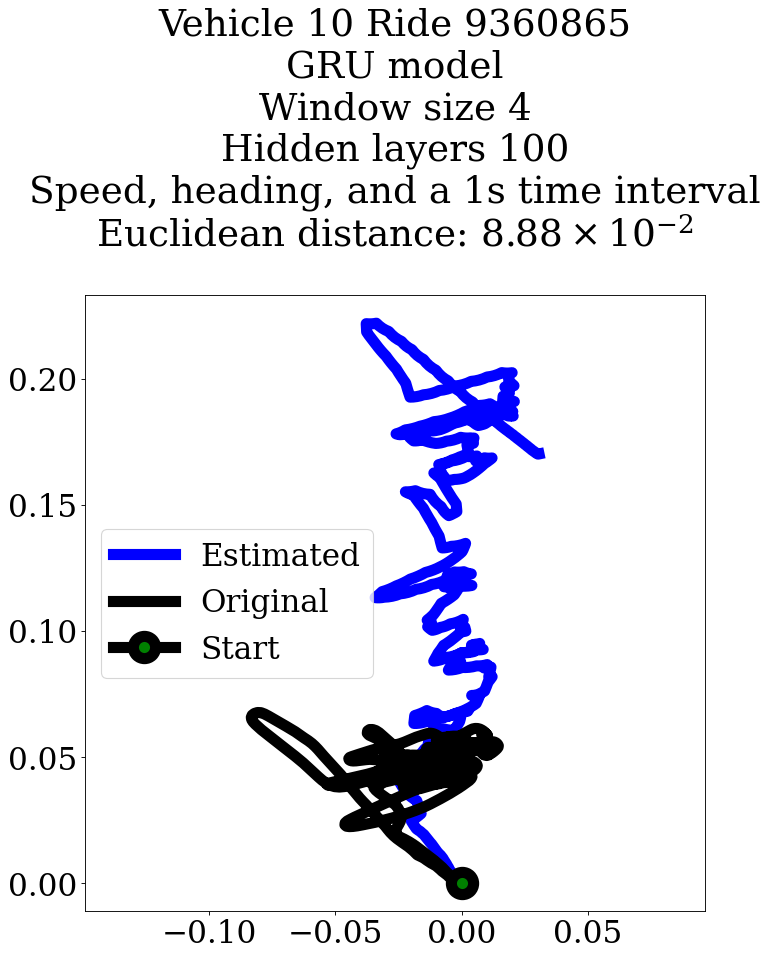 Vehicle 10 Ride 9360865
GRU model
Window size 4
Hidden layers 100
Speed, heading, and a 1s time interval
Euclidean distance: 8.88 × 10⁻²
0.20
0.15
0.10
0.05
0.00
Estimated
Original
Start
−0.10 −0.05 0.00 0.05